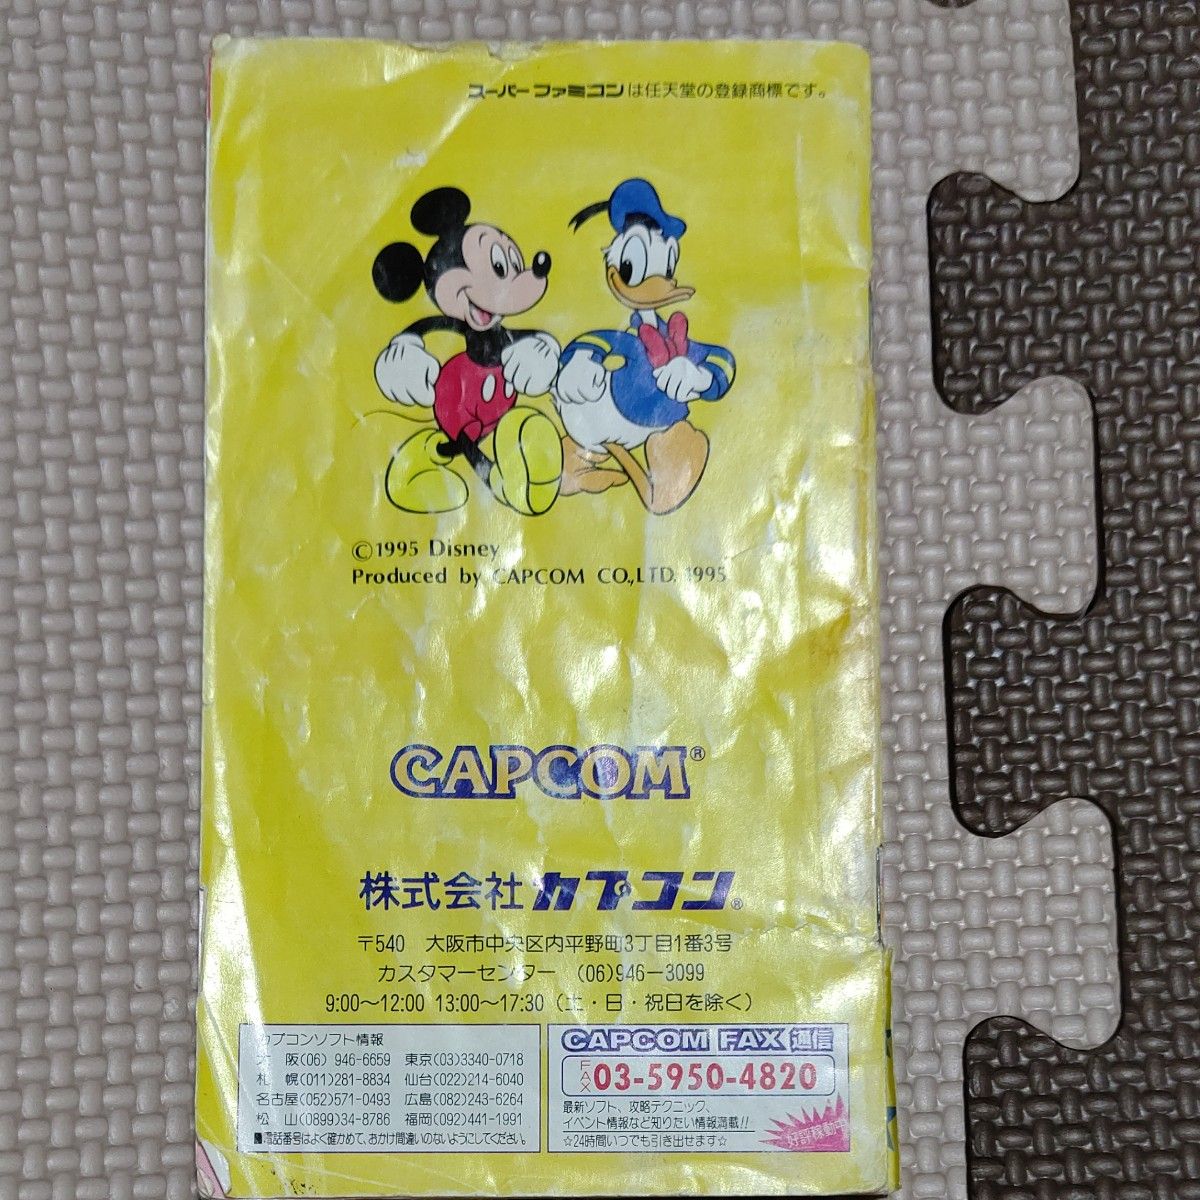 スーパーファミコンは任天堂の登録商標です。
©1995 Disney
Produced by CAPCOM CO.,LTD. 1995
CAPCOM®
株式会社カプコン®
〒540 大阪市中央区内平野町3丁目1番3号
カスタマーセンター (06)946-3099
9:00〜12:00 13:00〜17:30 (土・日・祝日を除く)
カプコンソフト情報
大 阪(06) 946-6659 東京(03)3340-0718
札 幌(011)281-8834 仙台(022)214-6040
名古屋(052)571-0493 広島(082)243-6264
松 山(0899)34-8786 福岡(092)441-1991
■電話番号はよく確かめて、おかけ間違いのないようにしてください。
CAPCOM FAX 通信
FAX 03-5950-4820
最新ソフト、攻略テクニック、
イベント情報など知りたい情報満載!!
☆24時間いつでも引き出せます☆
好評稼動中